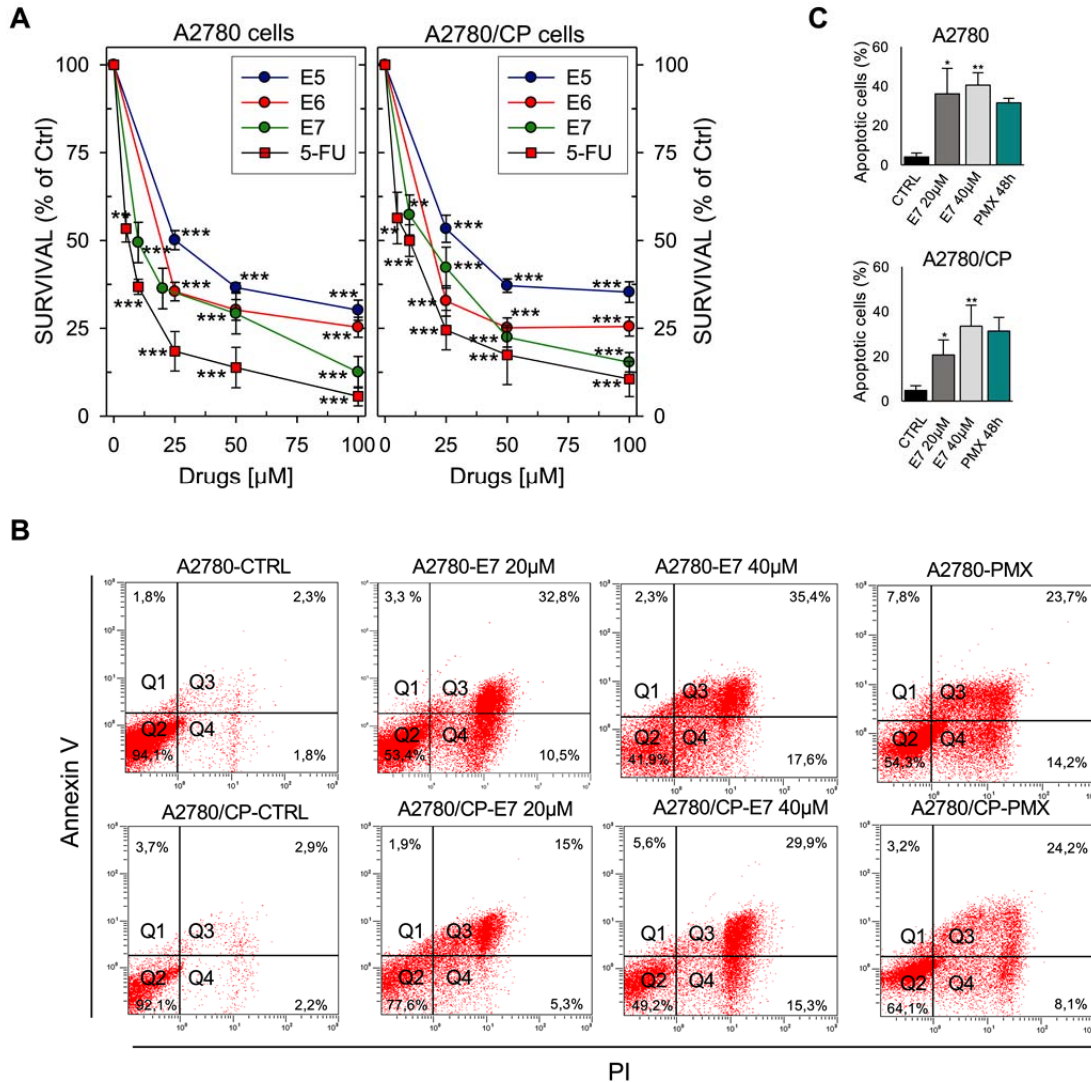 A
A2780 cells
A2780/CP cells
SURVIVAL (% of Ctrl)
100
75
50
25
0
E5
E6
E7
5-FU
**
***
***
***
***
***
***
***
***
***
***
***
***
0 25 50 75 100
Drugs [µM]
E5
E6
E7
5-FU
**
**
***
***
***
***
***
***
***
***
***
***
***
***
***
0 25 50 75 100
Drugs [µM]
100
75
50
25
0
SURVIVAL (% of Ctrl)
C
A2780
Apoptotic cells (%)
60
40
20
0
* **
CTRL
E7 20µM
E7 40µM
PMX 48h
A2780/CP
Apoptotic cells (%)
60
40
20
0
* **
CTRL
E7 20µM
E7 40µM
PMX 48h
B
Annexin V
A2780-CTRL
1,8% 2,3%
Q1 Q3
Q2 Q4
94,1% 1,8%
A2780-E7 20µM
3,3 % 32,8%
Q1 Q3
Q2 Q4
53,4% 10,5%
A2780-E7 40µM
2,3% 35,4%
Q1 Q3
Q2 Q4
41,9% 17,6%
A2780-PMX
7,8% 23,7%
Q1 Q3
Q2 Q4
54,3% 14,2%
A2780/CP-CTRL
3,7% 2,9%
Q1 Q3
Q2 Q4
92,1% 2,2%
A2780/CP-E7 20µM
1,9% 15%
Q1 Q3
Q2 Q4
77,6% 5,3%
A2780/CP-E7 40µM
5,6% 29,9%
Q1 Q3
Q2 Q4
49,2% 15,3%
A2780/CP-PMX
3,2% 24,2%
Q1 Q3
Q2 Q4
64,1% 8,1%
PI